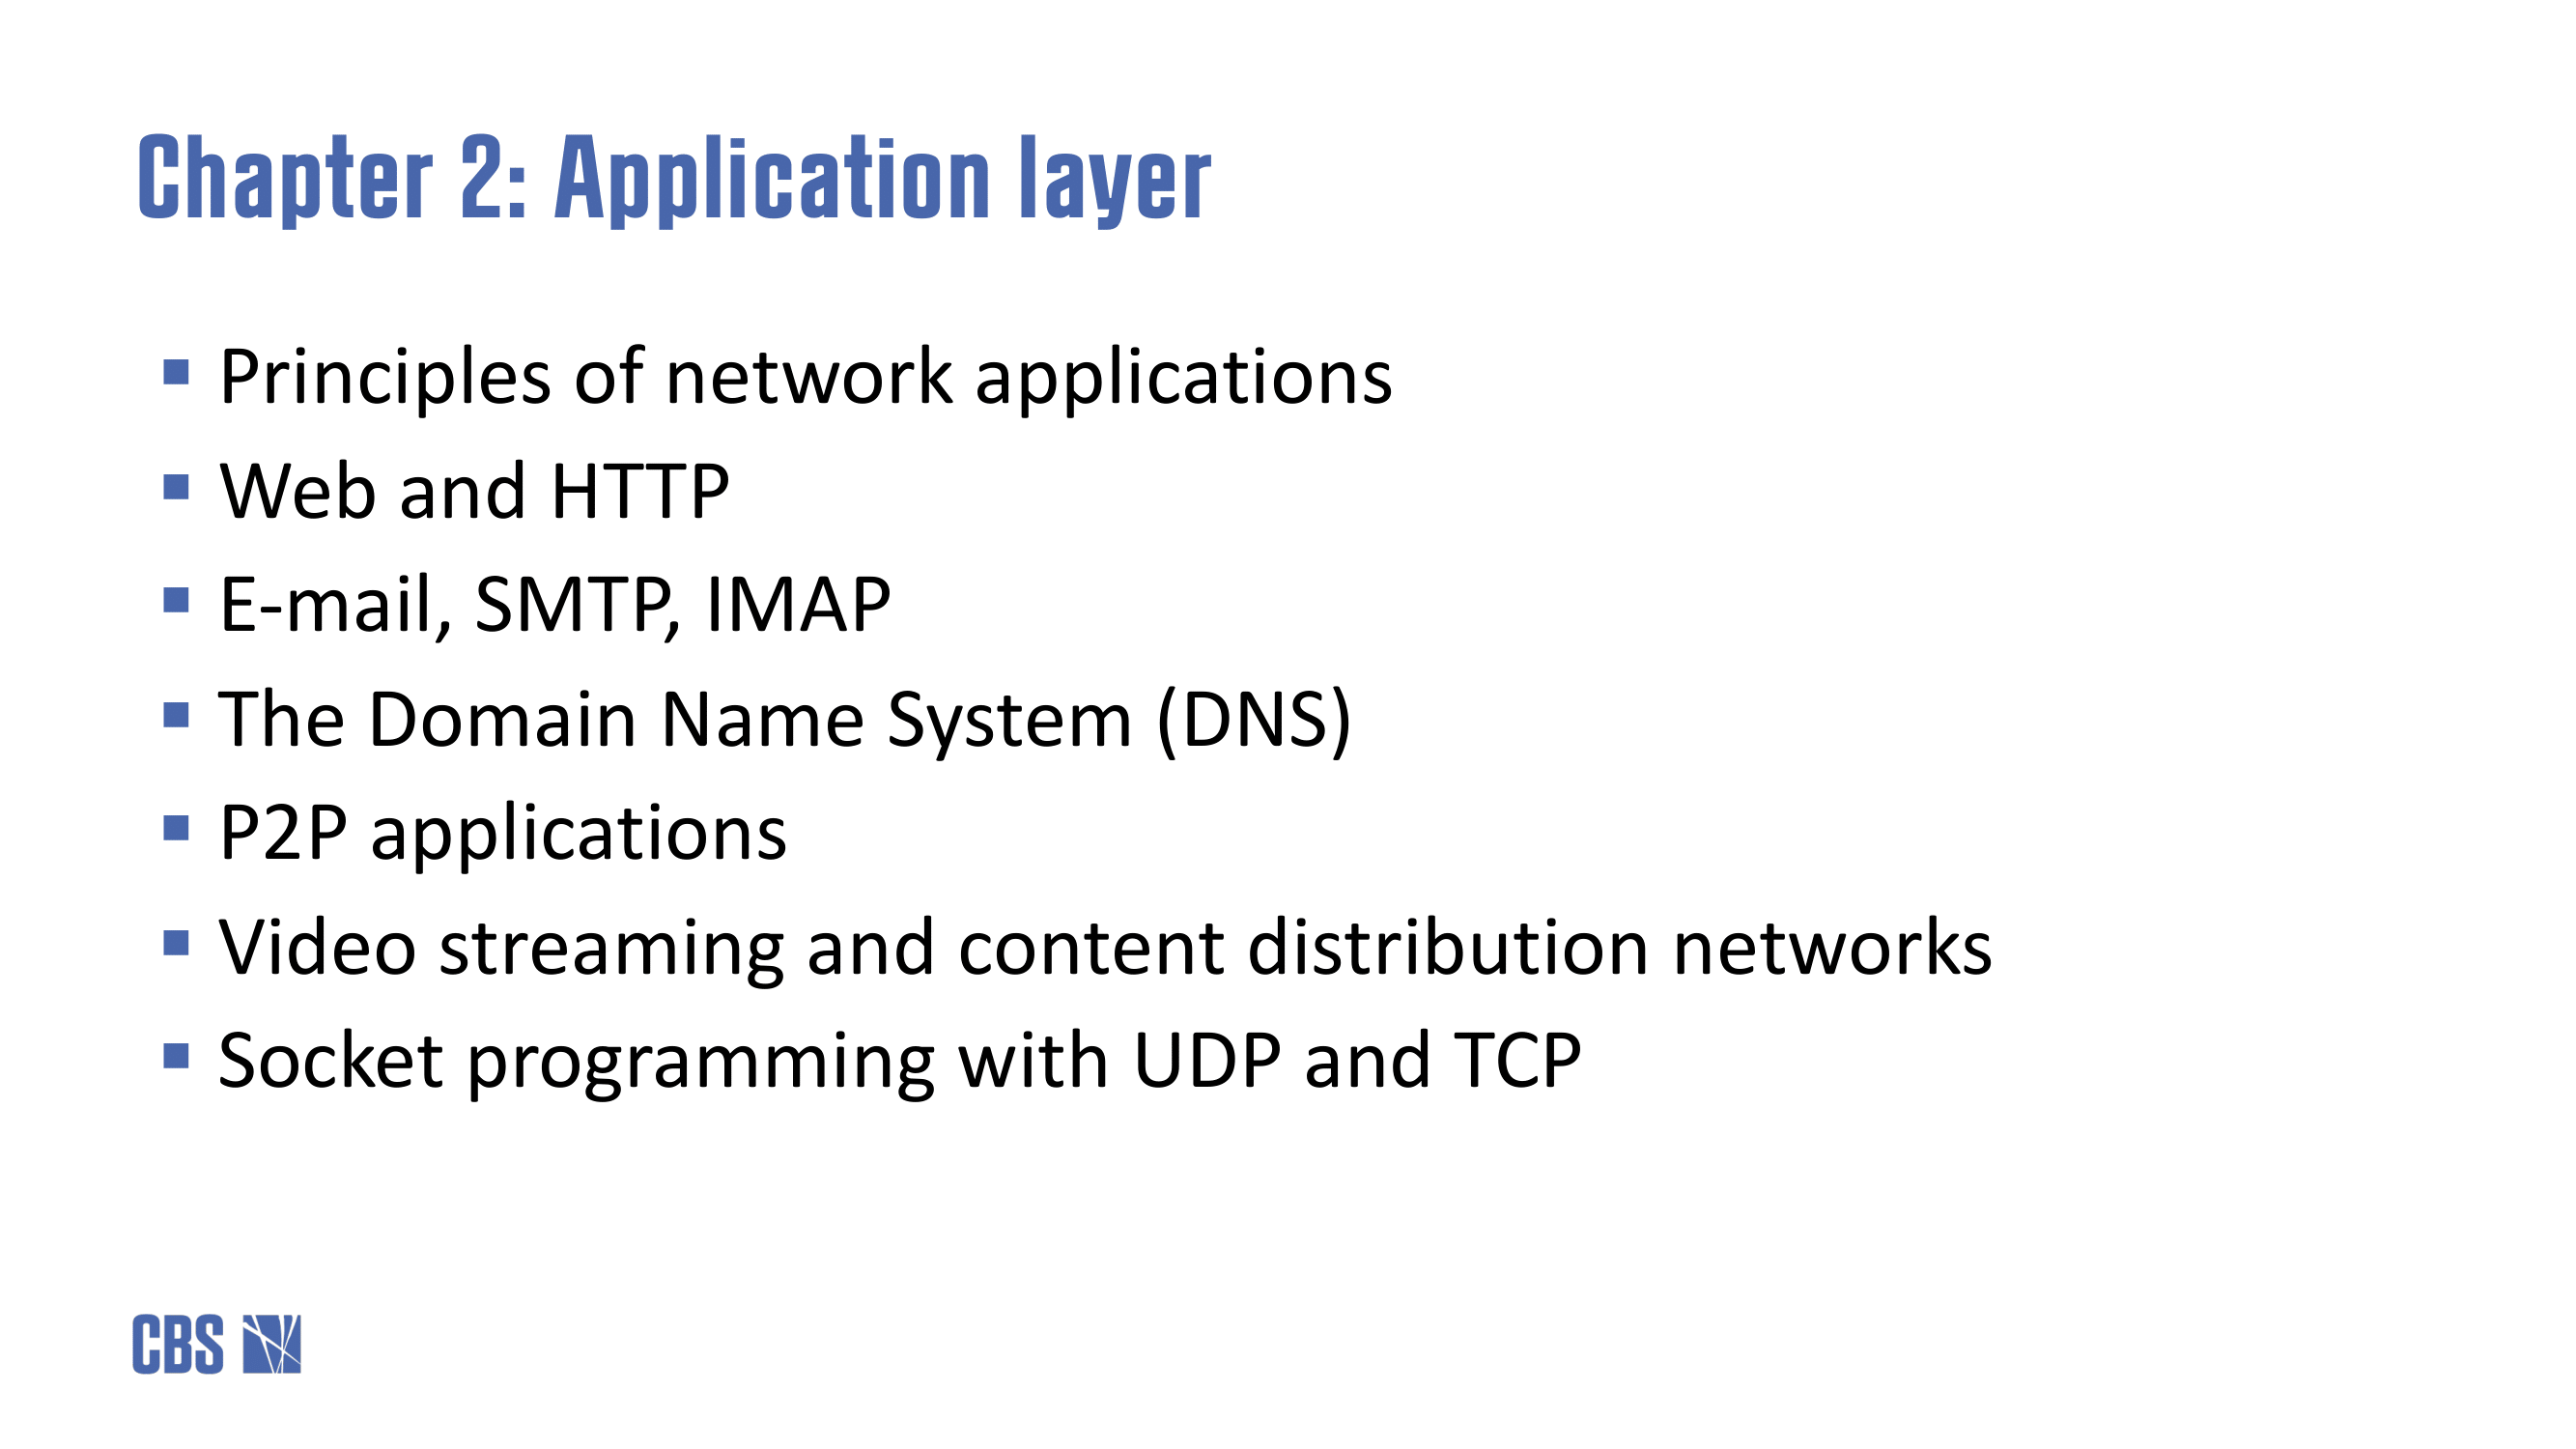 Chapter 2: Application layer
Principles of network applications
Web and HTTP
E-mail, SMTP, IMAP
The Domain Name System (DNS)
P2P applications
Video streaming and content distribution networks
Socket programming with UDP and TCP
CBS